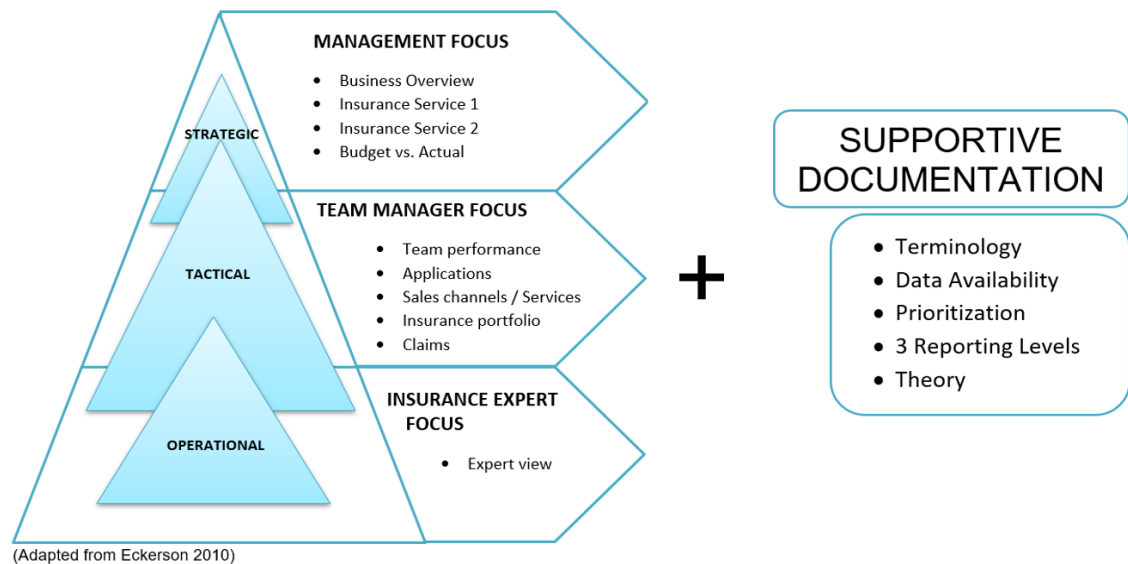 MANAGEMENT FOCUS
• Business Overview
• Insurance Service 1
• Insurance Service 2
• Budget vs. Actual
STRATEGIC
TEAM MANAGER FOCUS
• Team performance
• Applications
• Sales channels / Services
• Insurance portfolio
• Claims
TACTICAL
INSURANCE EXPERT
FOCUS
• Expert view
OPERATIONAL
+
SUPPORTIVE
DOCUMENTATION
• Terminology
• Data Availability
• Prioritization
• 3 Reporting Levels
• Theory
(Adapted from Eckerson 2010)